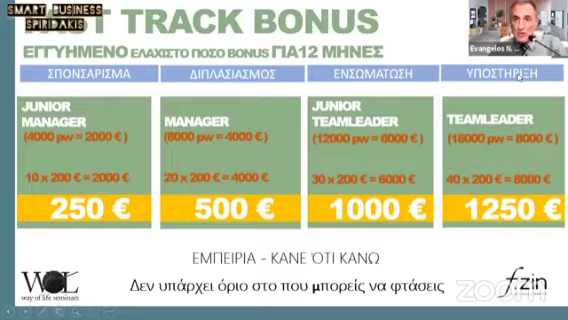 SMART BUSINESS
SPIRIDAKIS
FAST TRACK BONUS
ΕΓΓΥΗΜΕΝΟ ΕΛΑΧΙΣΤΟ ΠΟΣΟ BONUS ΓΙΑ12 ΜΗΝΕΣ
Evangelos N.
ΣΠΟΝΣΑΡΙΣΜΑ ΔΙΠΛΑΣΙΑΣΜΟΣ ΕΝΣΩΜΑΤΩΣΗ ΥΠΟΣΤΗΡΙΞΗ
JUNIOR MANAGER
(4000 pw = 2000 € )
10 x 200 € = 2000 €
250 €
MANAGER
(8000 pw = 4000 € )
20 x 200 € = 4000 €
500 €
JUNIOR TEAMLEADER
(12000 pw = 6000 € )
30 x 200 € = 6000 €
1000 €
TEAMLEADER
(16000 pw = 8000 € )
40 x 200 € = 8000 €
1250 €
ΕΜΠΕΙΡΙΑ - ΚΑΝΕ ΌΤΙ ΚΑΝΩ
Δεν υπάρχει όριο στο που μπορείς να φτάσεις
WOL
way of life seminars
fzin
zoom